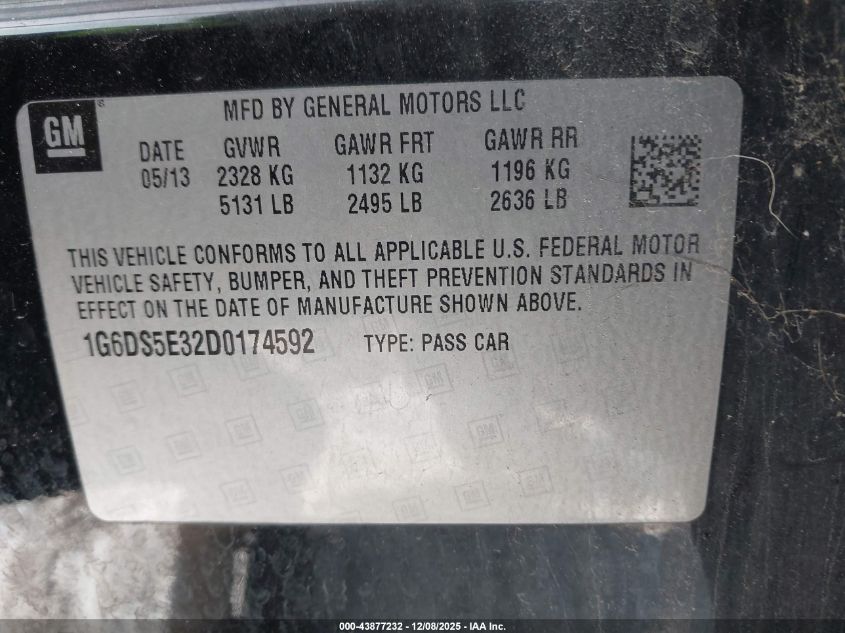 GM
MFD BY GENERAL MOTORS LLC
DATE GVWR GAWR FRT GAWR RR
05/13 2328 KG 1132 KG 1196 KG
5131 LB 2495 LB 2636 LB
THIS VEHICLE CONFORMS TO ALL APPLICABLE U.S. FEDERAL MOTOR
VEHICLE SAFETY, BUMPER, AND THEFT PREVENTION STANDARDS IN
EFFECT ON THE DATE OF MANUFACTURE SHOWN ABOVE.
1G6DS5E32D0174592 TYPE: PASS CAR
000-43877232 - 12/08/2025 - IAA Inc.